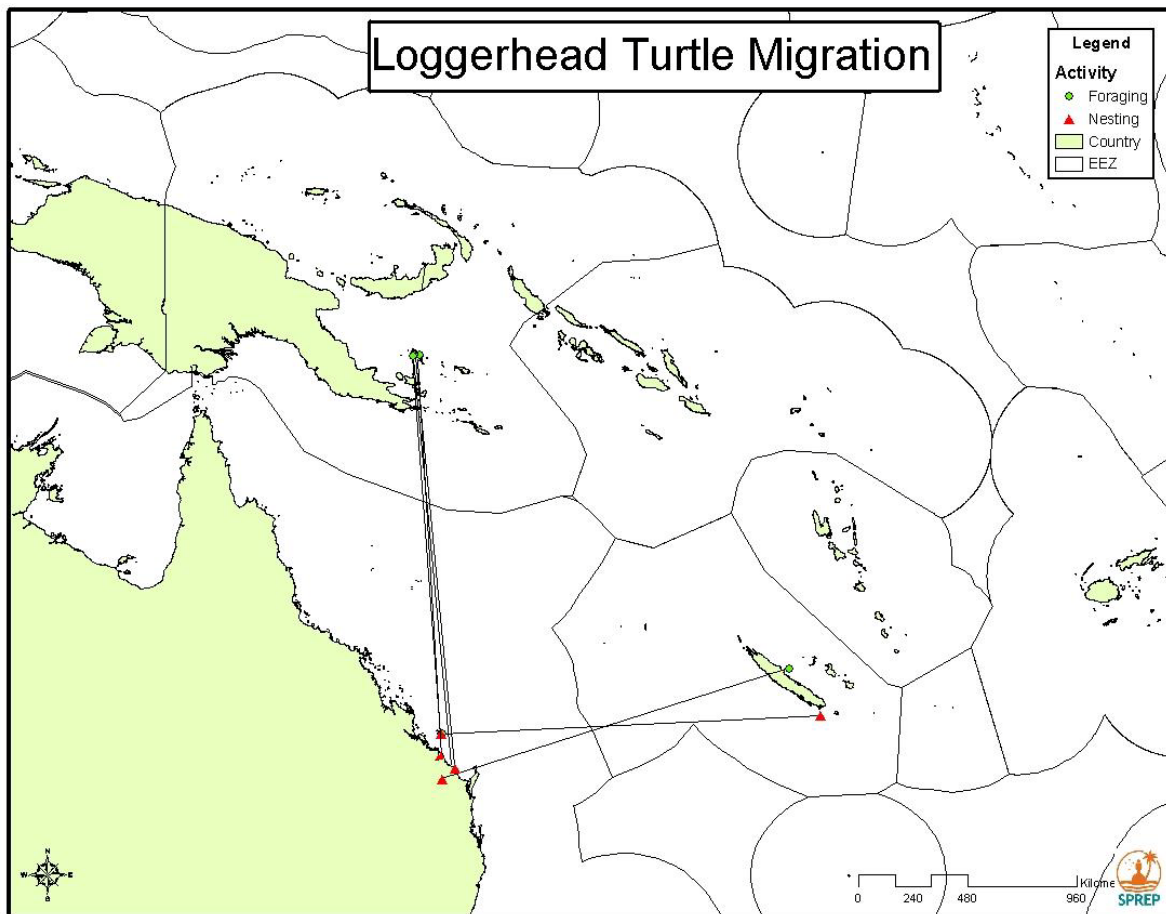 Loggerhead Turtle Migration
Legend
Activity
Foraging
Nesting
Country
EEZ
N
W E
S
Kilome
0 240 480 960
SPREP